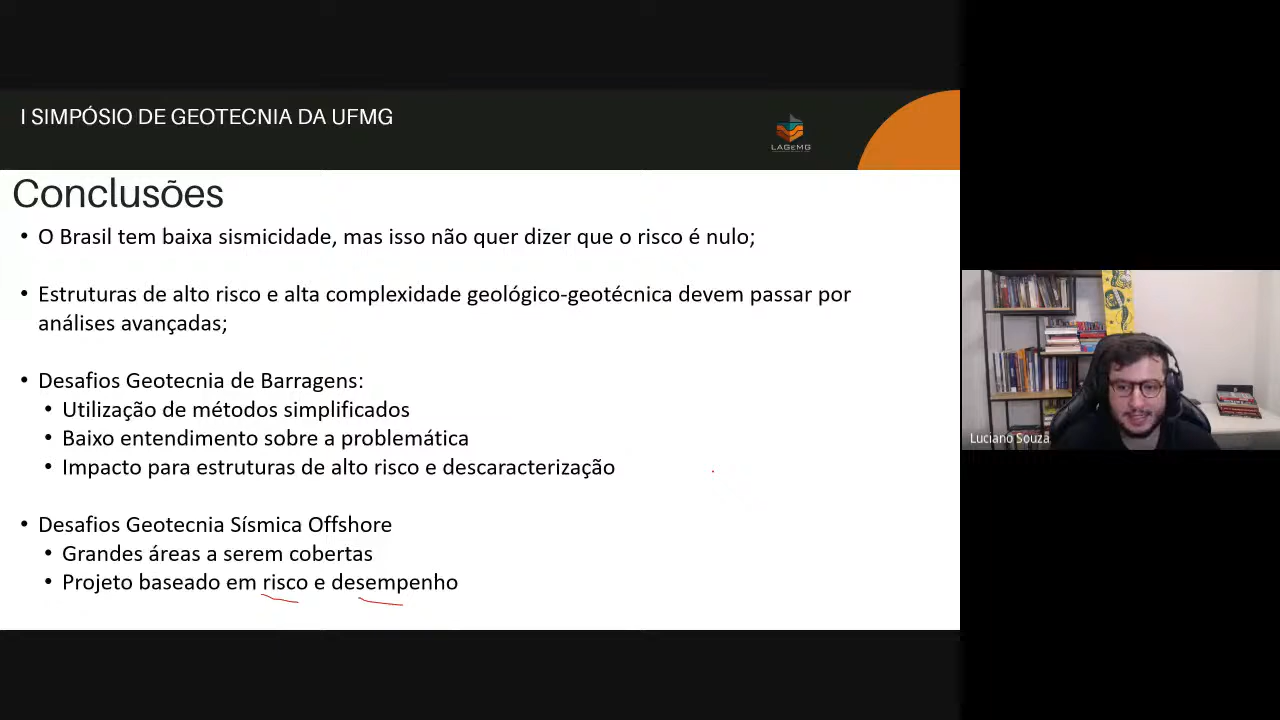 I SIMPÓSIO DE GEOTECNIA DA UFMG
LAGEMG
Conclusões
• O Brasil tem baixa sismicidade, mas isso não quer dizer que o risco é nulo;
• Estruturas de alto risco e alta complexidade geológico-geotécnica devem passar por
análises avançadas;
• Desafios Geotecnia de Barragens:
• Utilização de métodos simplificados
• Baixo entendimento sobre a problemática
• Impacto para estruturas de alto risco e descaracterização
• Desafios Geotecnia Sísmica Offshore
• Grandes áreas a serem cobertas
• Projeto baseado em risco e desempenho
Luciano Souza